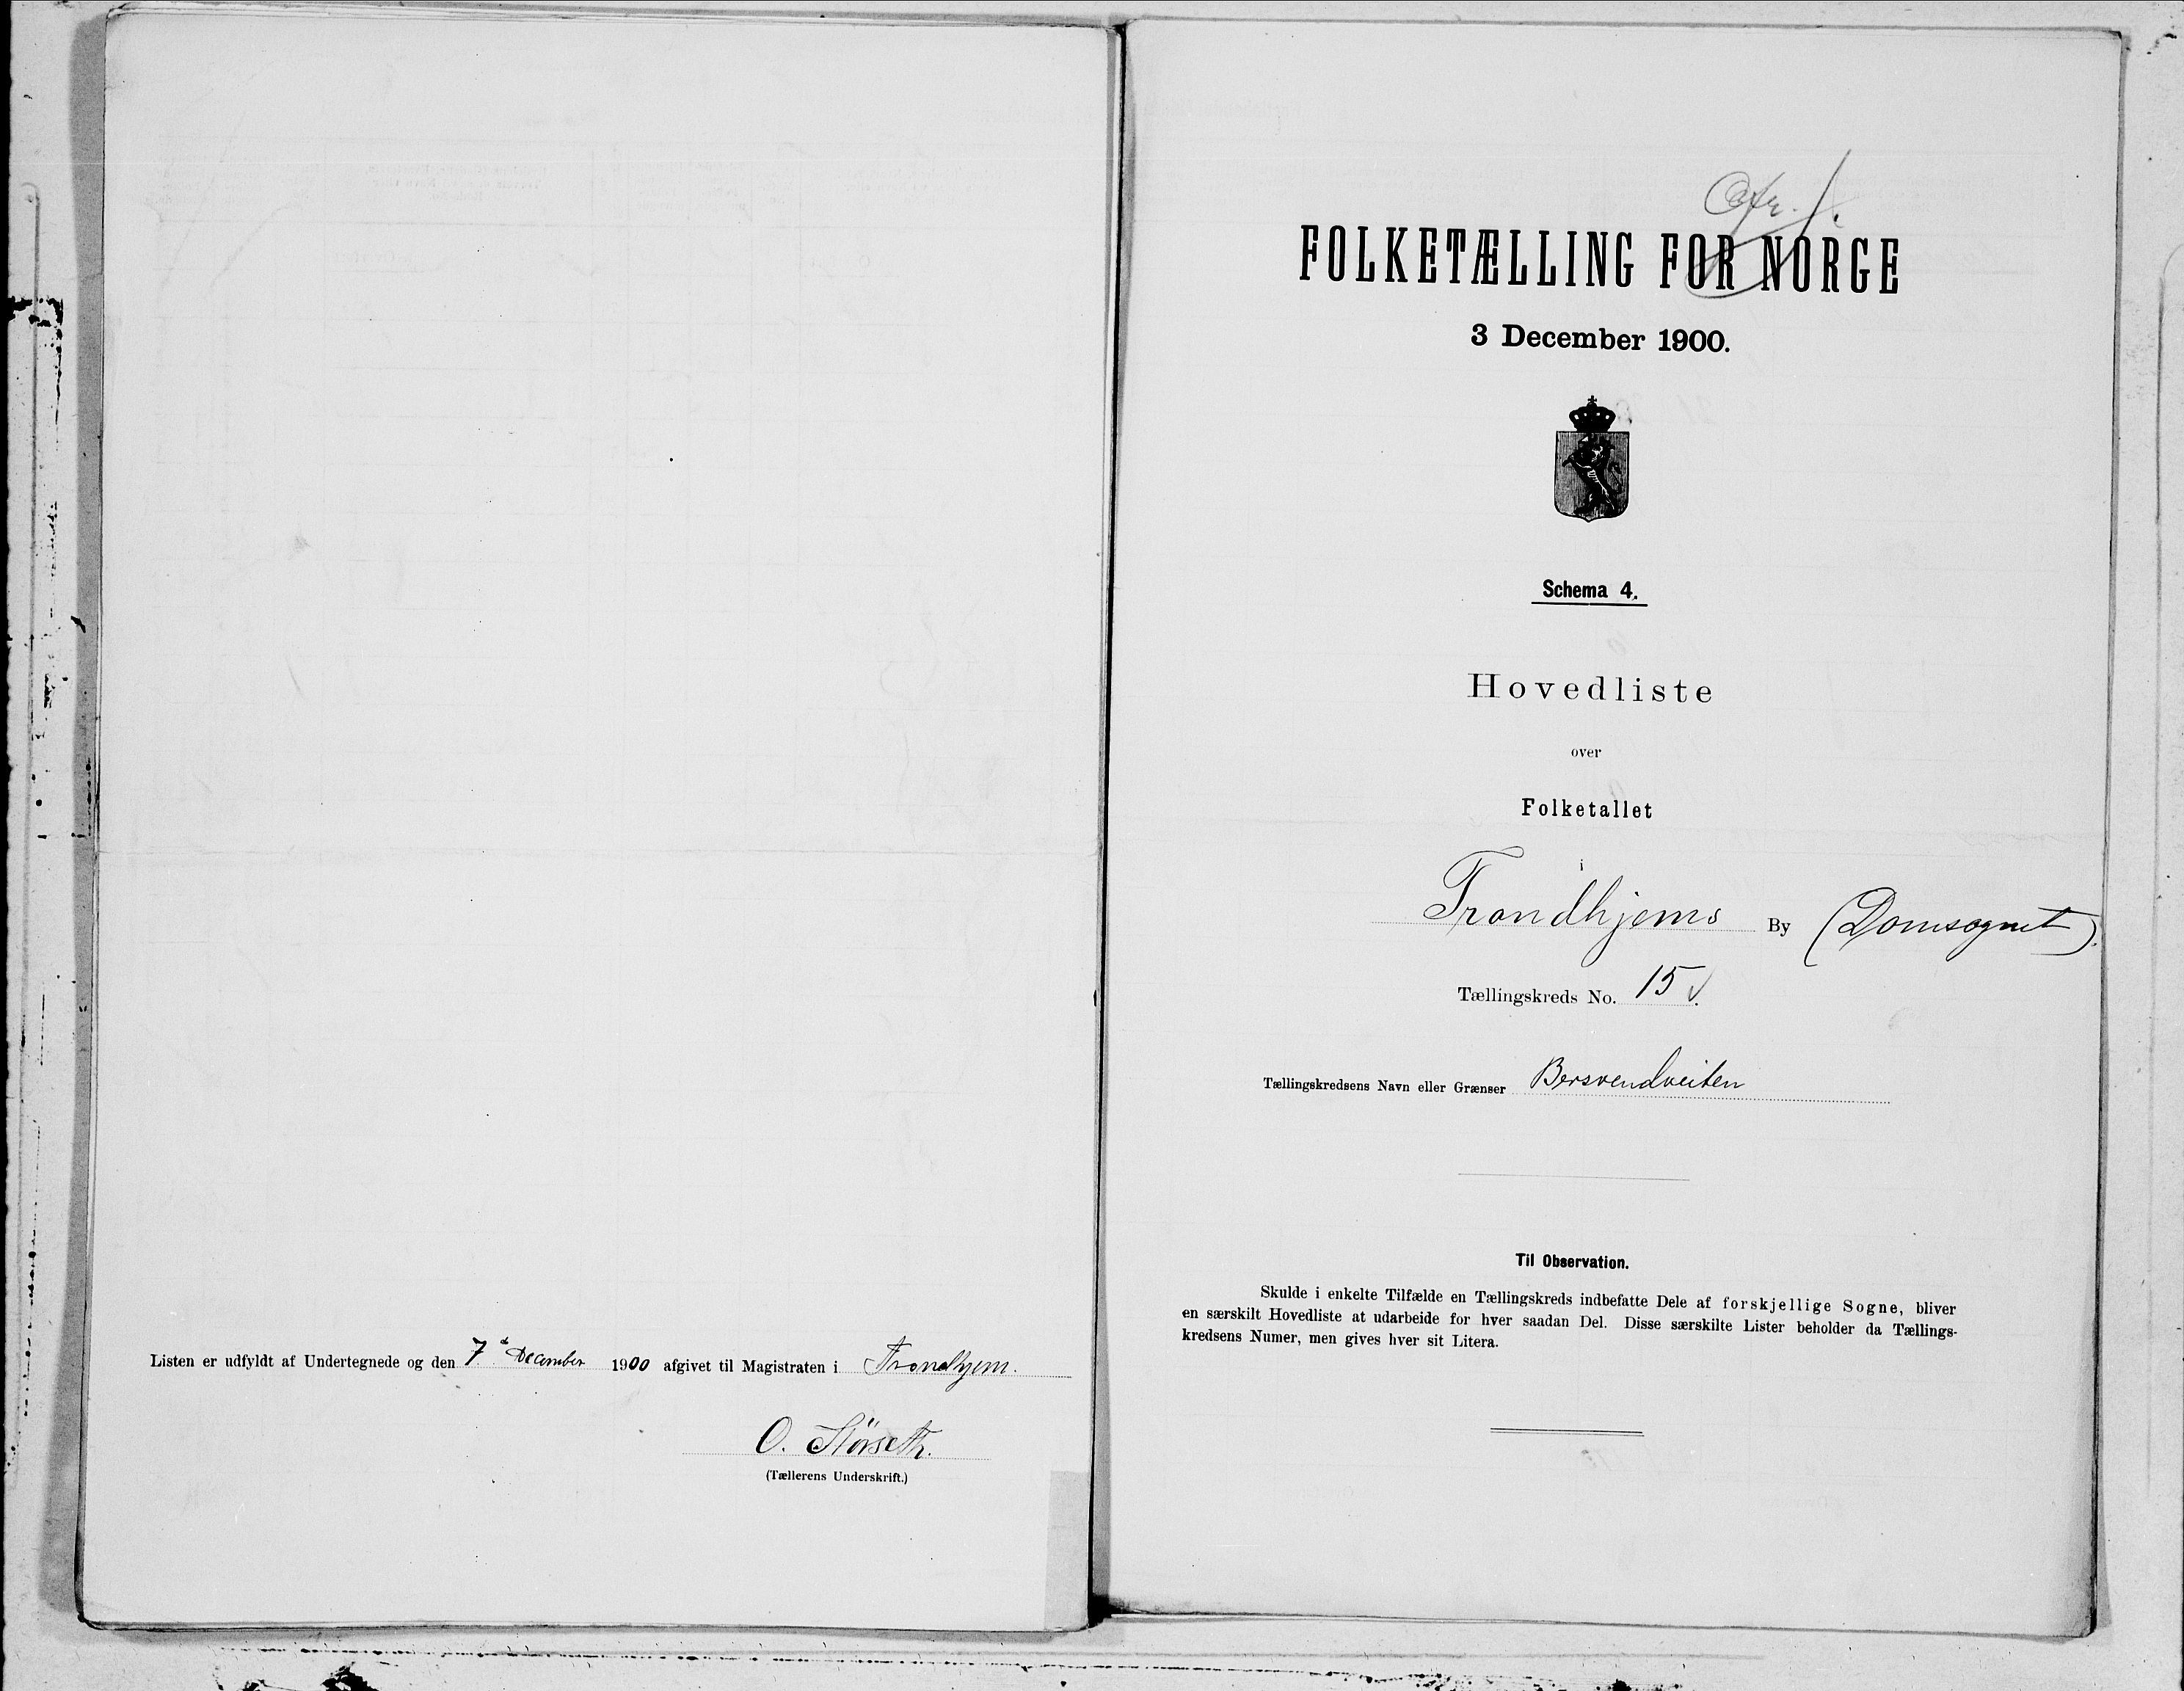 Listen er udfyldt af Undertegnede og den 7de December 1900 afgivet til Magistraten i Trondhjem.
O. Störseth.
(Tællerens Underskrift.)
FOLKETÆLLING FOR NORGE
3 December 1900.
Schema 4.
Hovedliste
over
Folketallet
i
Trondhjems By (Domsognet).
Tællingskreds No. 15.
Tællingskredsens Navn eller Grænser Bersvendveiten
Til Observation.
Skulde i enkelte Tilfælde en Tællingskreds indbefatte Dele af forskjellige Sogne, bliver
en særskilt Hovedliste at udarbeide for hver saadan Del. Disse særskilte Lister beholder da Tællings-
kredsens Numer, men gives hver sit Litera.